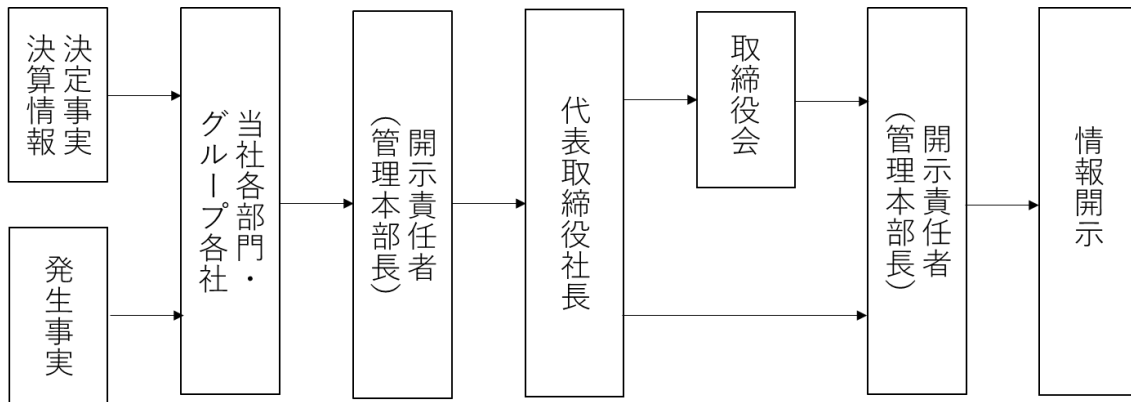 決定事実
決算情報
発生事実
当社各部門・
グループ各社
開示責任者
(管理本部長)
代表取締役社長
取締役会
開示責任者
(管理本部長)
情報開示